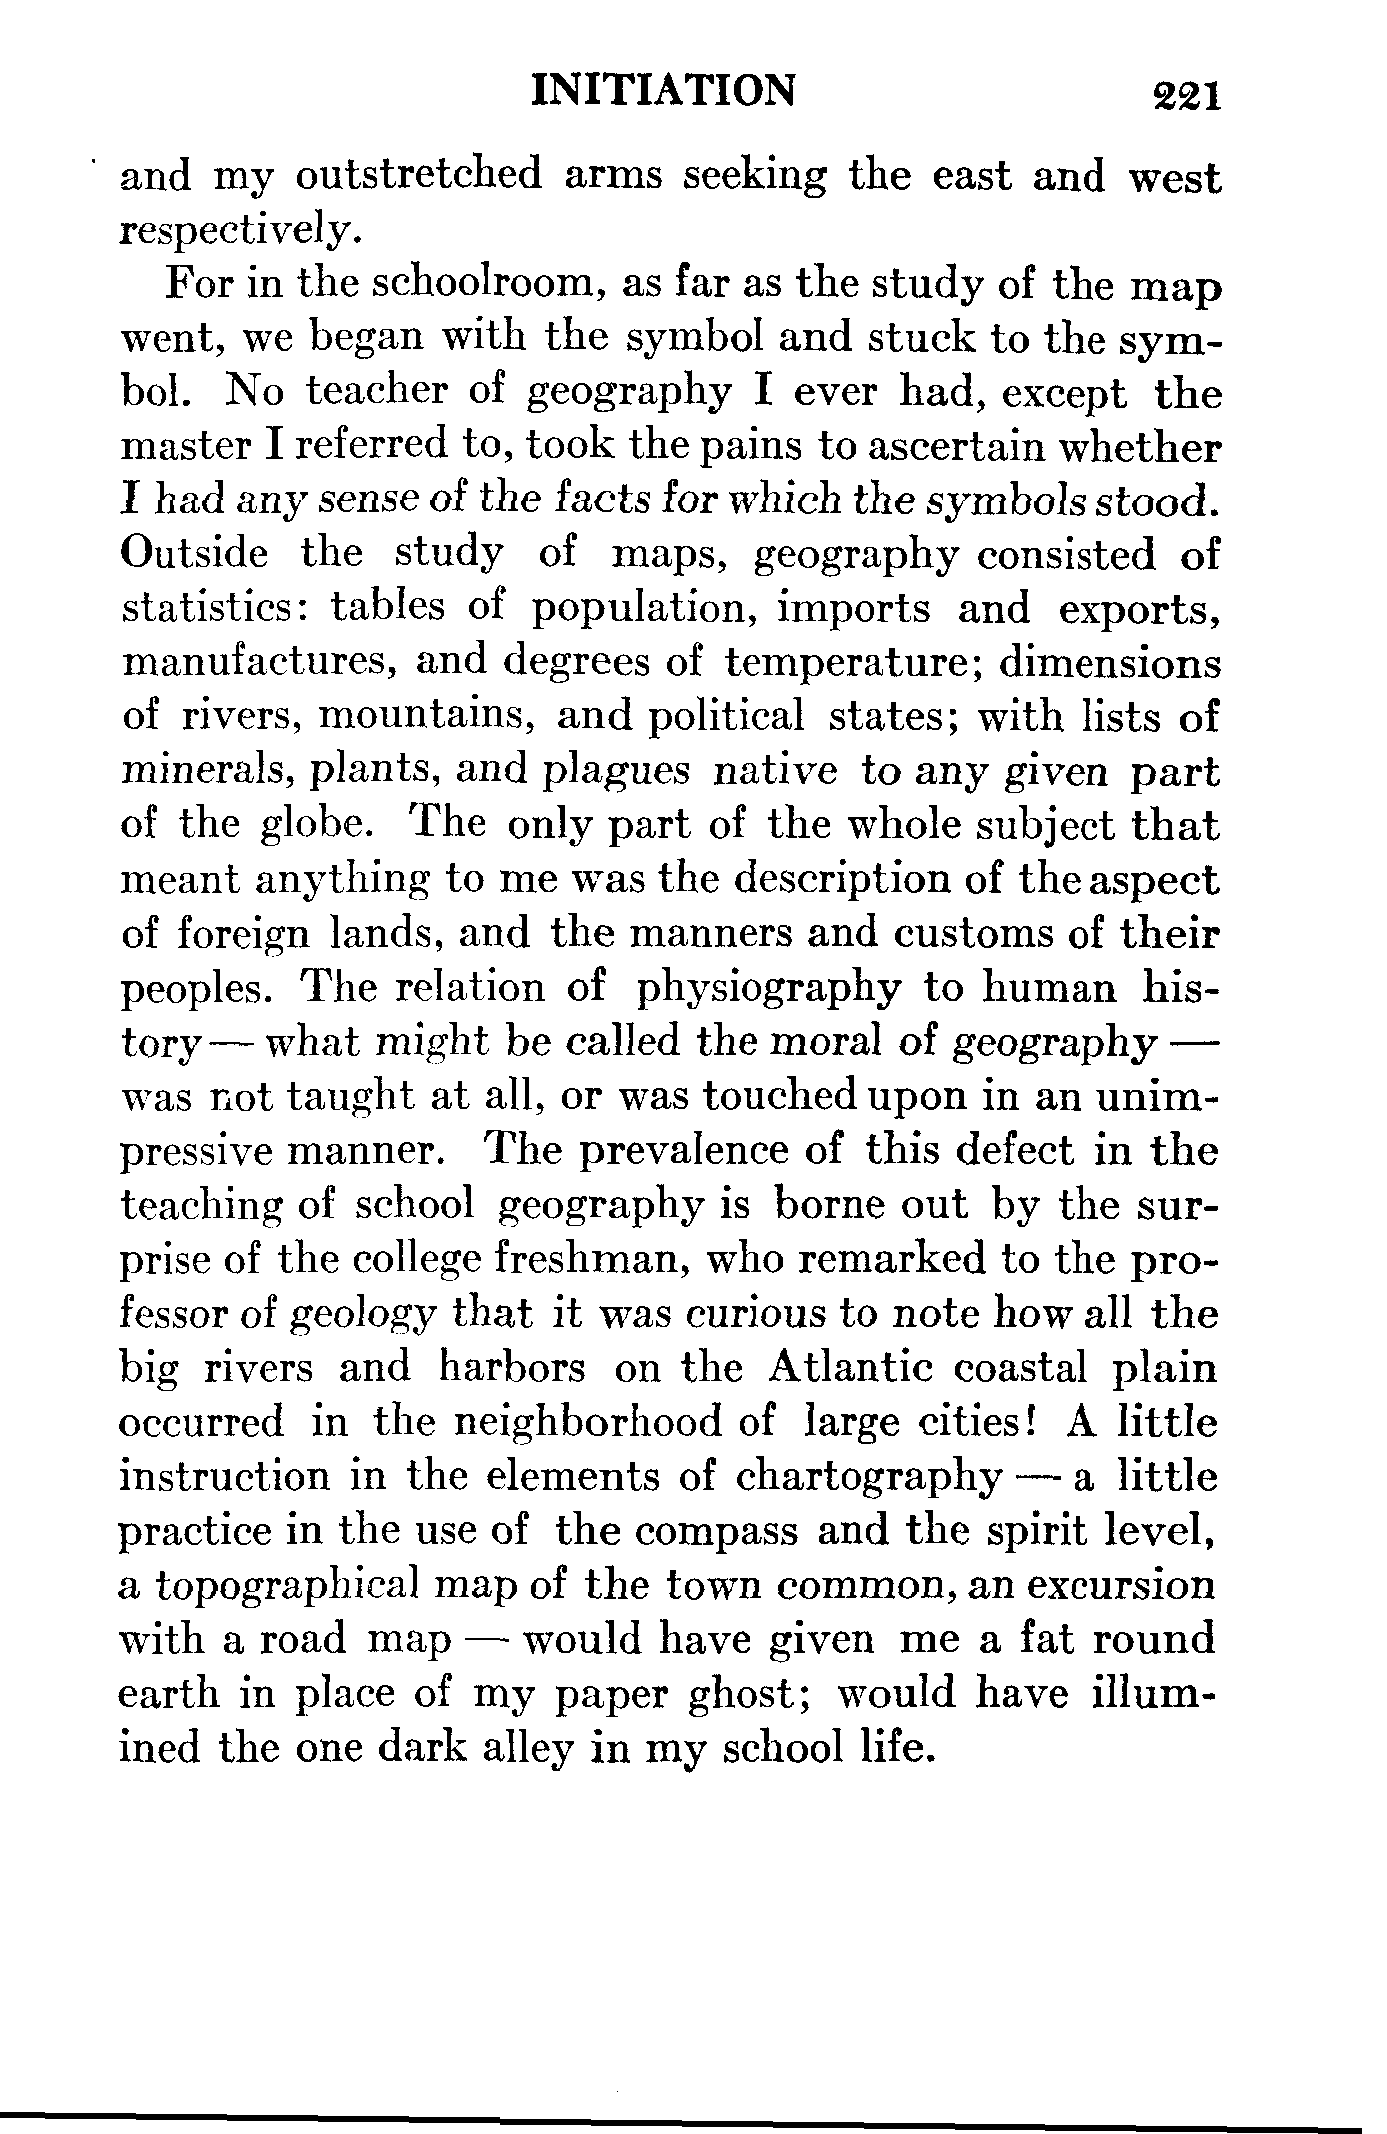 INITIATION 221
and my outstretched arms seeking the east and west
respectively.
For in the schoolroom, as far as the study of the map
went, we began with the symbol and stuck to the sym-
bol. No teacher of geography I ever had, except the
master I referred to, took the pains to ascertain whether
I had any sense of the facts for which the symbols stood.
Outside the study of maps, geography consisted of
statistics: tables of population, imports and exports,
manufactures, and degrees of temperature; dimensions
of rivers, mountains, and political states; with lists of
minerals, plants, and plagues native to any given part
of the globe. The only part of the whole subject that
meant anything to me was the description of the aspect
of foreign lands, and the manners and customs of their
peoples. The relation of physiography to human his-
tory — what might be called the moral of geography —
was not taught at all, or was touched upon in an unim-
pressive manner. The prevalence of this defect in the
teaching of school geography is borne out by the sur-
prise of the college freshman, who remarked to the pro-
fessor of geology that it was curious to note how all the
big rivers and harbors on the Atlantic coastal plain
occurred in the neighborhood of large cities! A little
instruction in the elements of chartography — a little
practice in the use of the compass and the spirit level,
a topographical map of the town common, an excursion
with a road map — would have given me a fat round
earth in place of my paper ghost; would have illum-
ined the one dark alley in my school life.